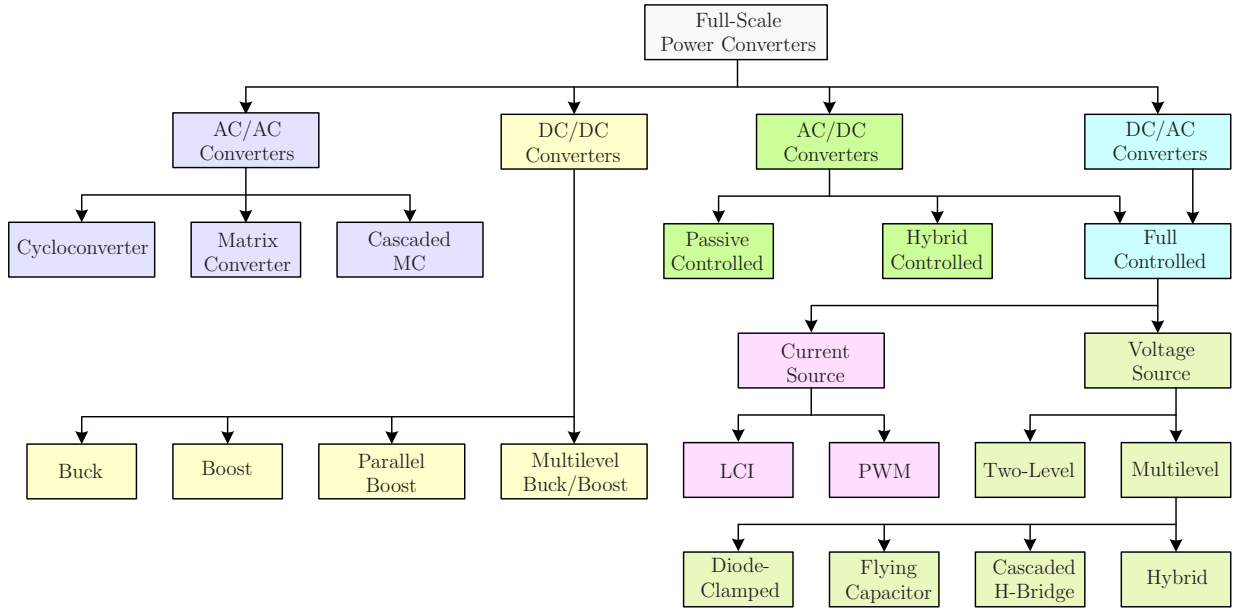 Full-Scale
Power Converters
AC/AC
Converters
DC/DC
Converters
AC/DC
Converters
DC/AC
Converters
Cycloconverter
Matrix
Converter
Cascaded
MC
Passive
Controlled
Hybrid
Controlled
Full
Controlled
Current
Source
Voltage
Source
Buck
Boost
Parallel
Boost
Multilevel
Buck/Boost
LCI
PWM
Two-Level
Multilevel
Diode-
Clamped
Flying
Capacitor
Cascaded
H-Bridge
Hybrid